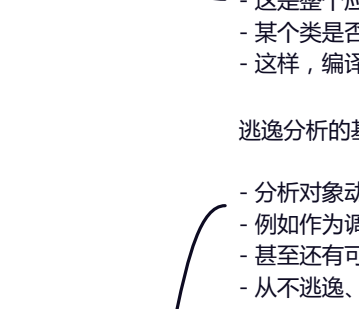 - 这是整个应
- 某个类是否
- 这样，编译
逃逸分析的基
- 分析对象动
- 例如作为调
- 甚至还有可
- 从不逃逸、